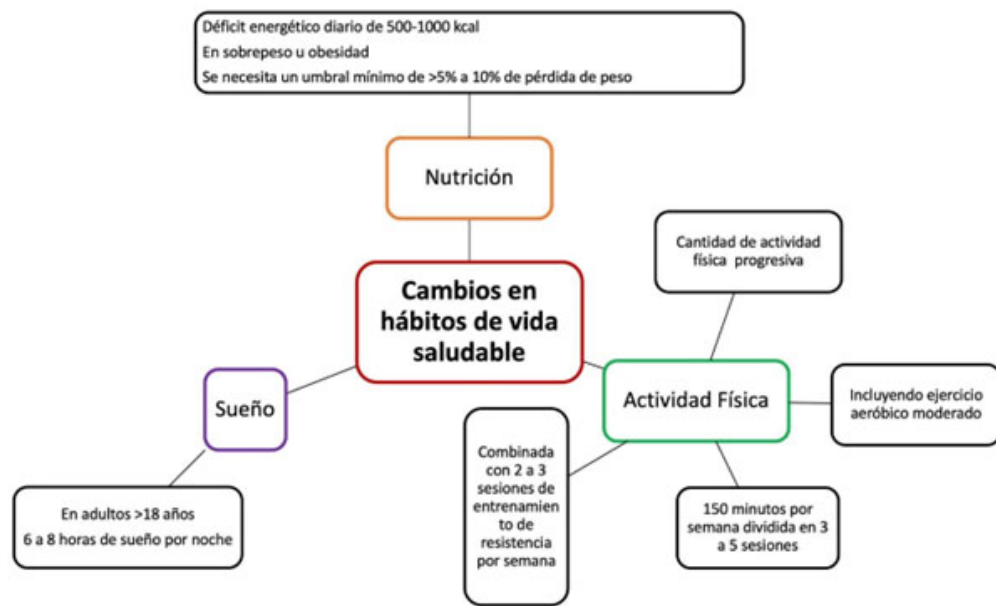 Déficit energético diario de 500-1000 kcal
En sobrepeso u obesidad
Se necesita un umbral mínimo de >5% a 10% de pérdida de peso
Nutrición
Cantidad de actividad
física progresiva
Cambios en
hábitos de vida
saludable
Sueño
Actividad Física
Incluyendo ejercicio
aeróbico moderado
Combinada
con 2 a 3
sesiones de
entrenamie
nto de
resistencia
por semana
150 minutos por
semana dividida en 3
a 5 sesiones
En adultos >18 años
6 a 8 horas de sueño por noche